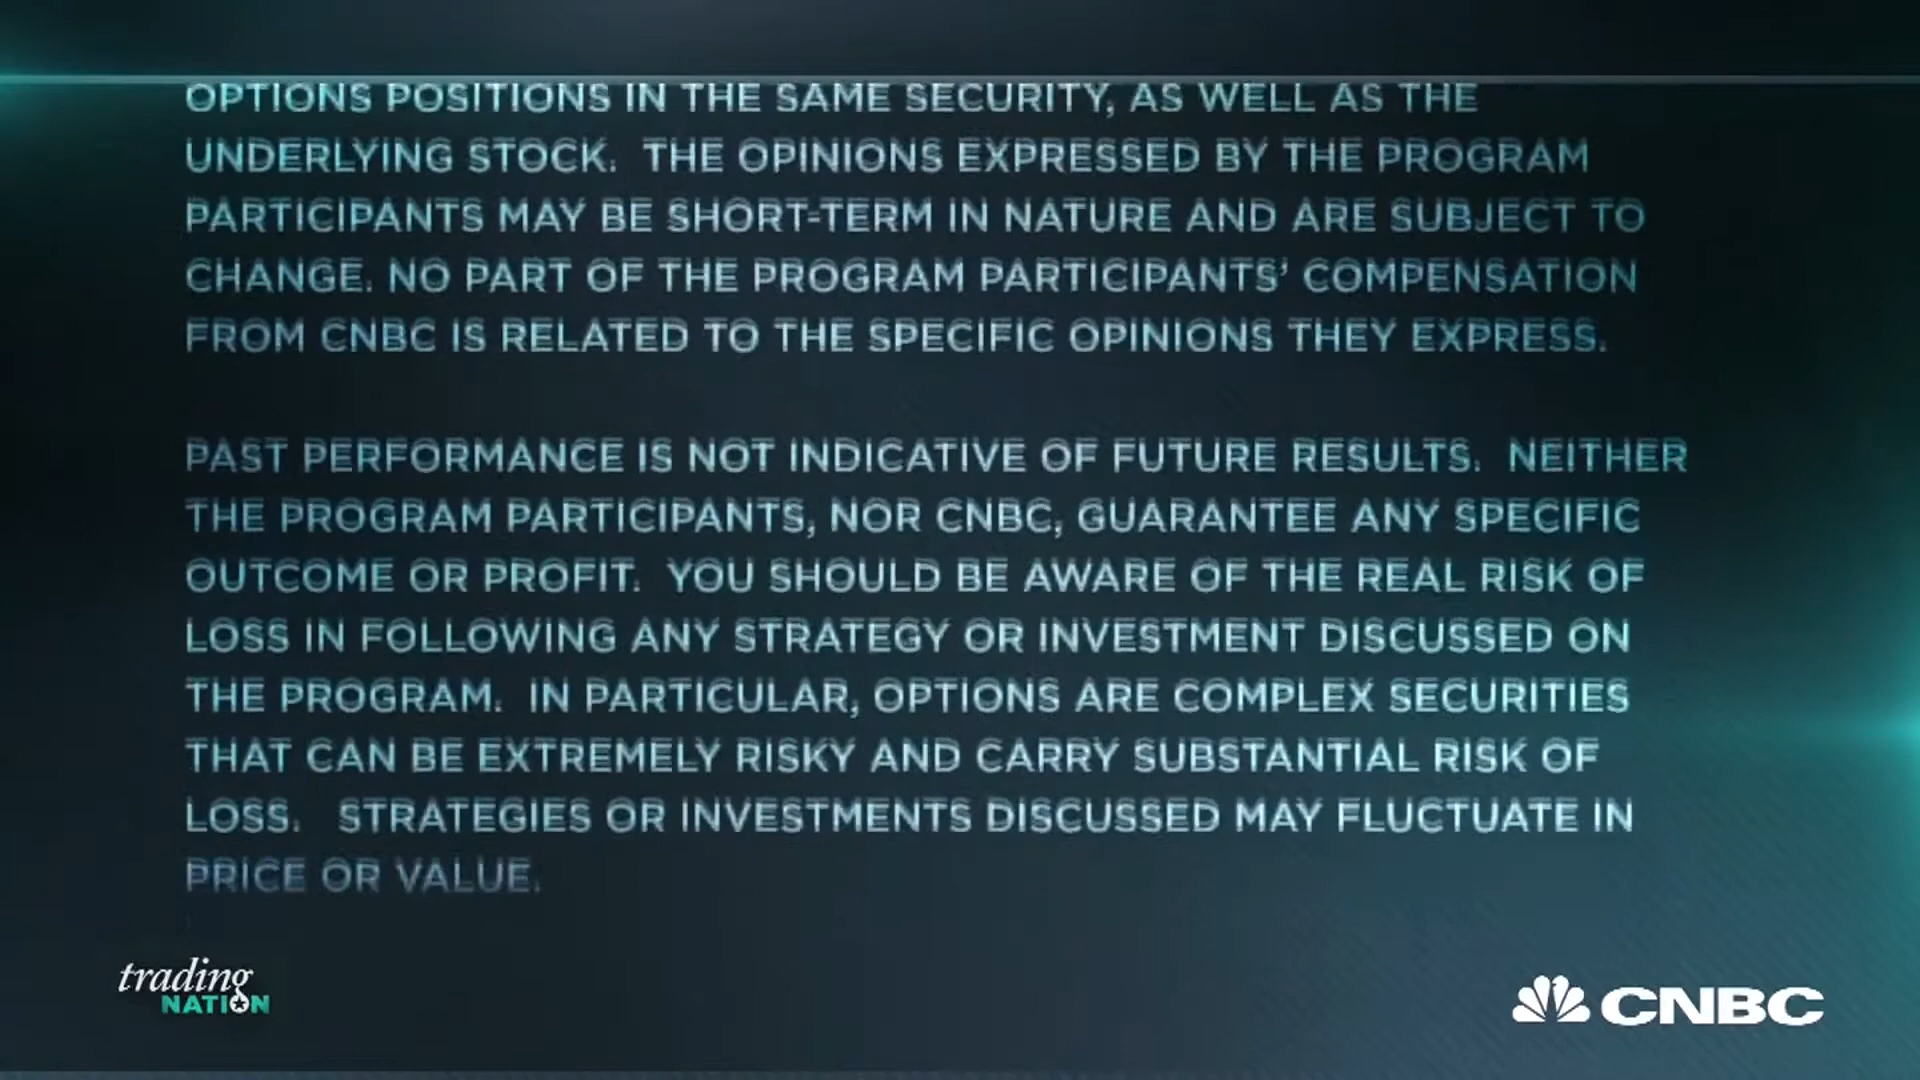 OPTIONS POSITIONS IN THE SAME SECURITY, AS WELL AS THE
UNDERLYING STOCK.  THE OPINIONS EXPRESSED BY THE PROGRAM
PARTICIPANTS MAY BE SHORT-TERM IN NATURE AND ARE SUBJECT TO
CHANGE. NO PART OF THE PROGRAM PARTICIPANTS’ COMPENSATION
FROM CNBC IS RELATED TO THE SPECIFIC OPINIONS THEY EXPRESS.
PAST PERFORMANCE IS NOT INDICATIVE OF FUTURE RESULTS.  NEITHER
THE PROGRAM PARTICIPANTS, NOR CNBC, GUARANTEE ANY SPECIFIC
OUTCOME OR PROFIT.  YOU SHOULD BE AWARE OF THE REAL RISK OF
LOSS IN FOLLOWING ANY STRATEGY OR INVESTMENT DISCUSSED ON
THE PROGRAM.  IN PARTICULAR, OPTIONS ARE COMPLEX SECURITIES
THAT CAN BE EXTREMELY RISKY AND CARRY SUBSTANTIAL RISK OF
LOSS.   STRATEGIES OR INVESTMENTS DISCUSSED MAY FLUCTUATE IN
PRICE OR VALUE.
trading
NATION
CNBC